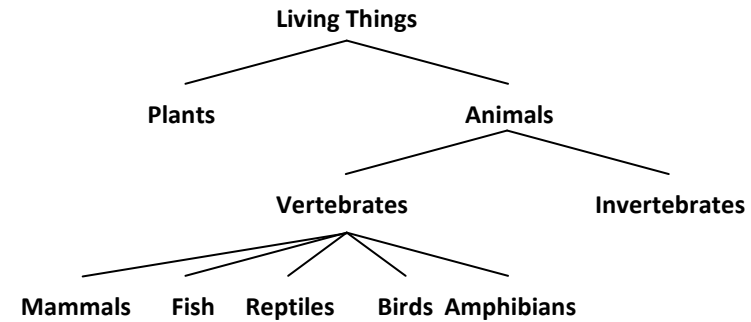 Living Things
Plants Animals
Vertebrates Invertebrates
Mammals Fish Reptiles Birds Amphibians